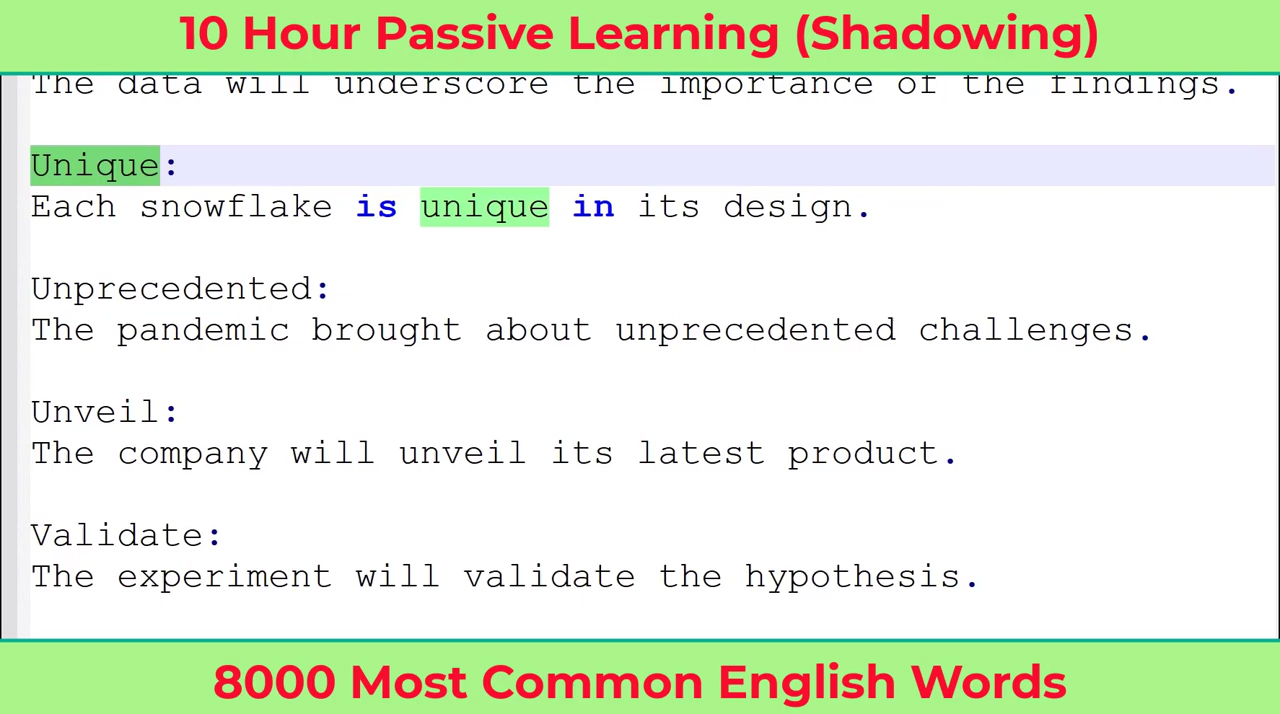 10 Hour Passive Learning (Shadowing)
The data will underscore the importance of the findings.
Unique:
Each snowflake is unique in its design.
Unprecedented:
The pandemic brought about unprecedented challenges.
Unveil:
The company will unveil its latest product.
Validate:
The experiment will validate the hypothesis.
8000 Most Common English Words